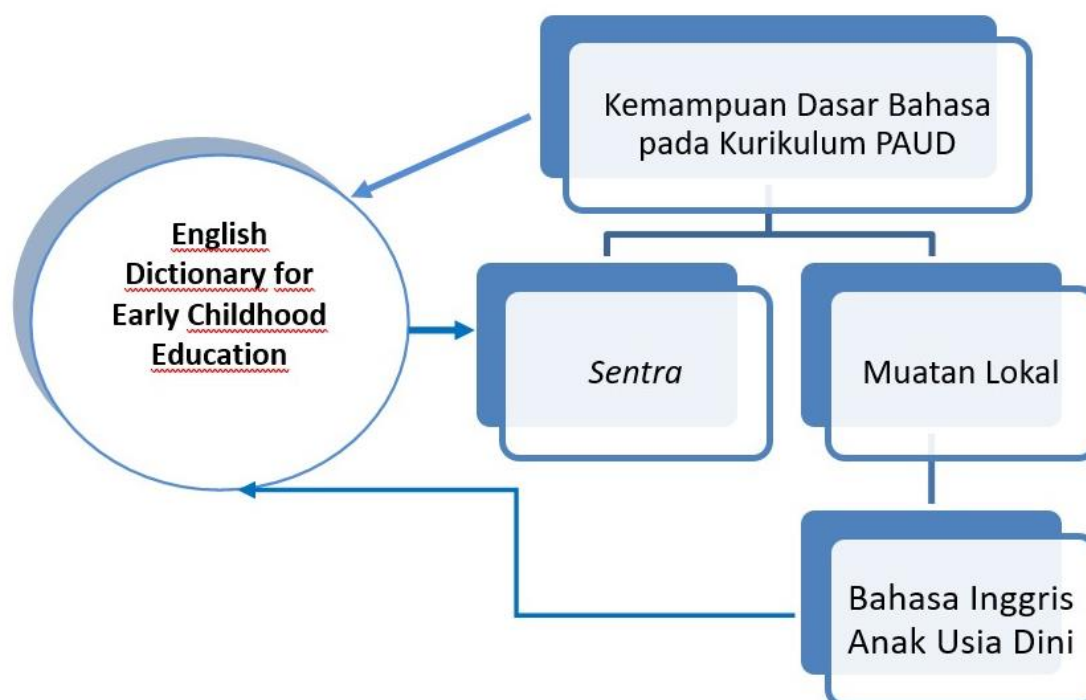 Kemampuan Dasar Bahasa
pada Kurikulum PAUD
English
Dictionary for
Early Childhood
Education
Sentra
Muatan Lokal
Bahasa Inggris
Anak Usia Dini